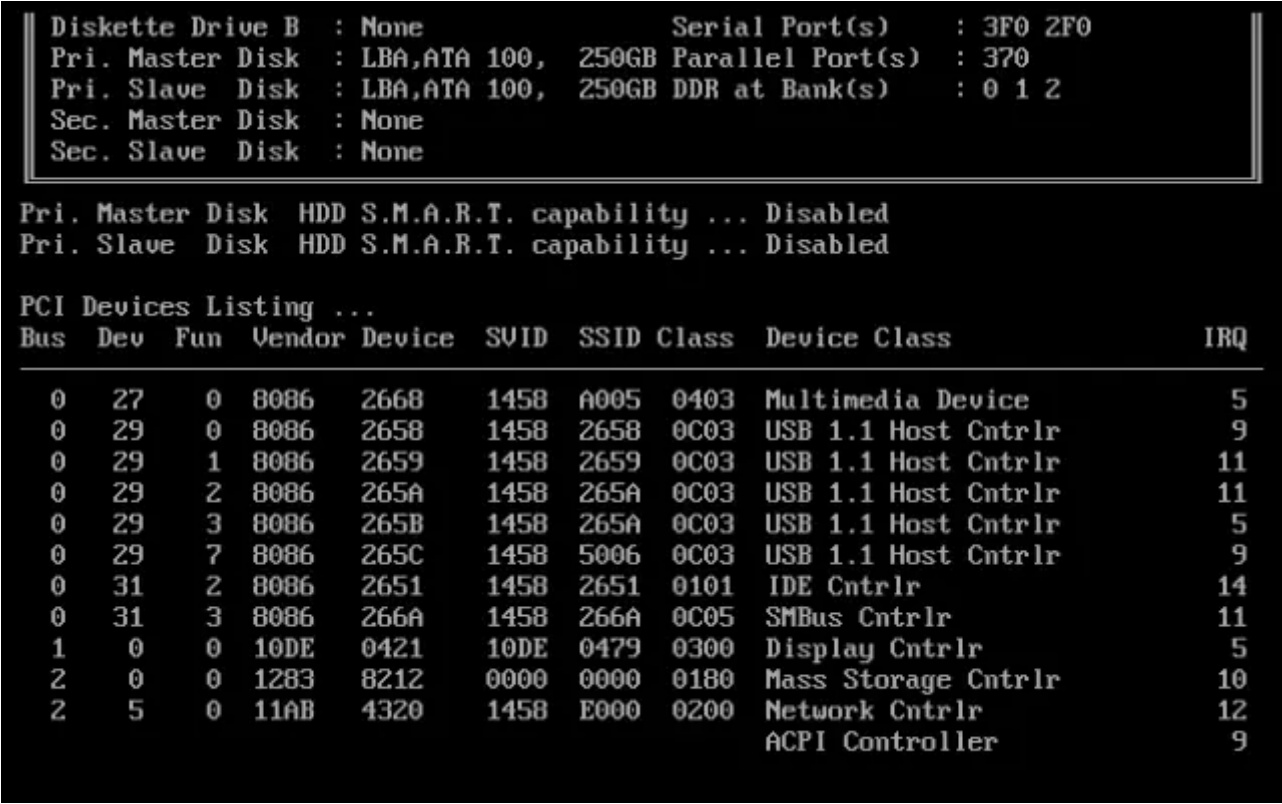 Diskette Drive B : None Serial Port(s) : 3F0 2F0
Pri. Master Disk : LBA,ATA 100, 250GB Parallel Port(s) : 370
Pri. Slave Disk : LBA,ATA 100, 250GB DDR at Bank(s) : 0 1 2
Sec. Master Disk : None
Sec. Slave Disk : None
Pri. Master Disk HDD S.M.A.R.T. capability ... Disabled
Pri. Slave Disk HDD S.M.A.R.T. capability ... Disabled
PCI Devices Listing ...
Bus Dev Fun Vendor Device SVID SSID Class Device Class IRQ
0 27 0 8086 2668 1458 A005 0403 Multimedia Device 5
0 29 0 8086 2658 1458 2658 0C03 USB 1.1 Host Cntrlr 9
0 29 1 8086 2659 1458 2659 0C03 USB 1.1 Host Cntrlr 11
0 29 2 8086 265A 1458 265A 0C03 USB 1.1 Host Cntrlr 11
0 29 3 8086 265B 1458 265A 0C03 USB 1.1 Host Cntrlr 5
0 29 7 8086 265C 1458 5006 0C03 USB 1.1 Host Cntrlr 9
0 31 2 8086 2651 1458 2651 0101 IDE Cntrlr 14
0 31 3 8086 266A 1458 266A 0C05 SMBus Cntrlr 11
1 0 0 10DE 0421 10DE 0479 0300 Display Cntrlr 5
2 0 0 1283 8212 0000 0000 0180 Mass Storage Cntrlr 10
2 5 0 11AB 4320 1458 E000 0200 Network Cntrlr 12
ACPI Controller 9